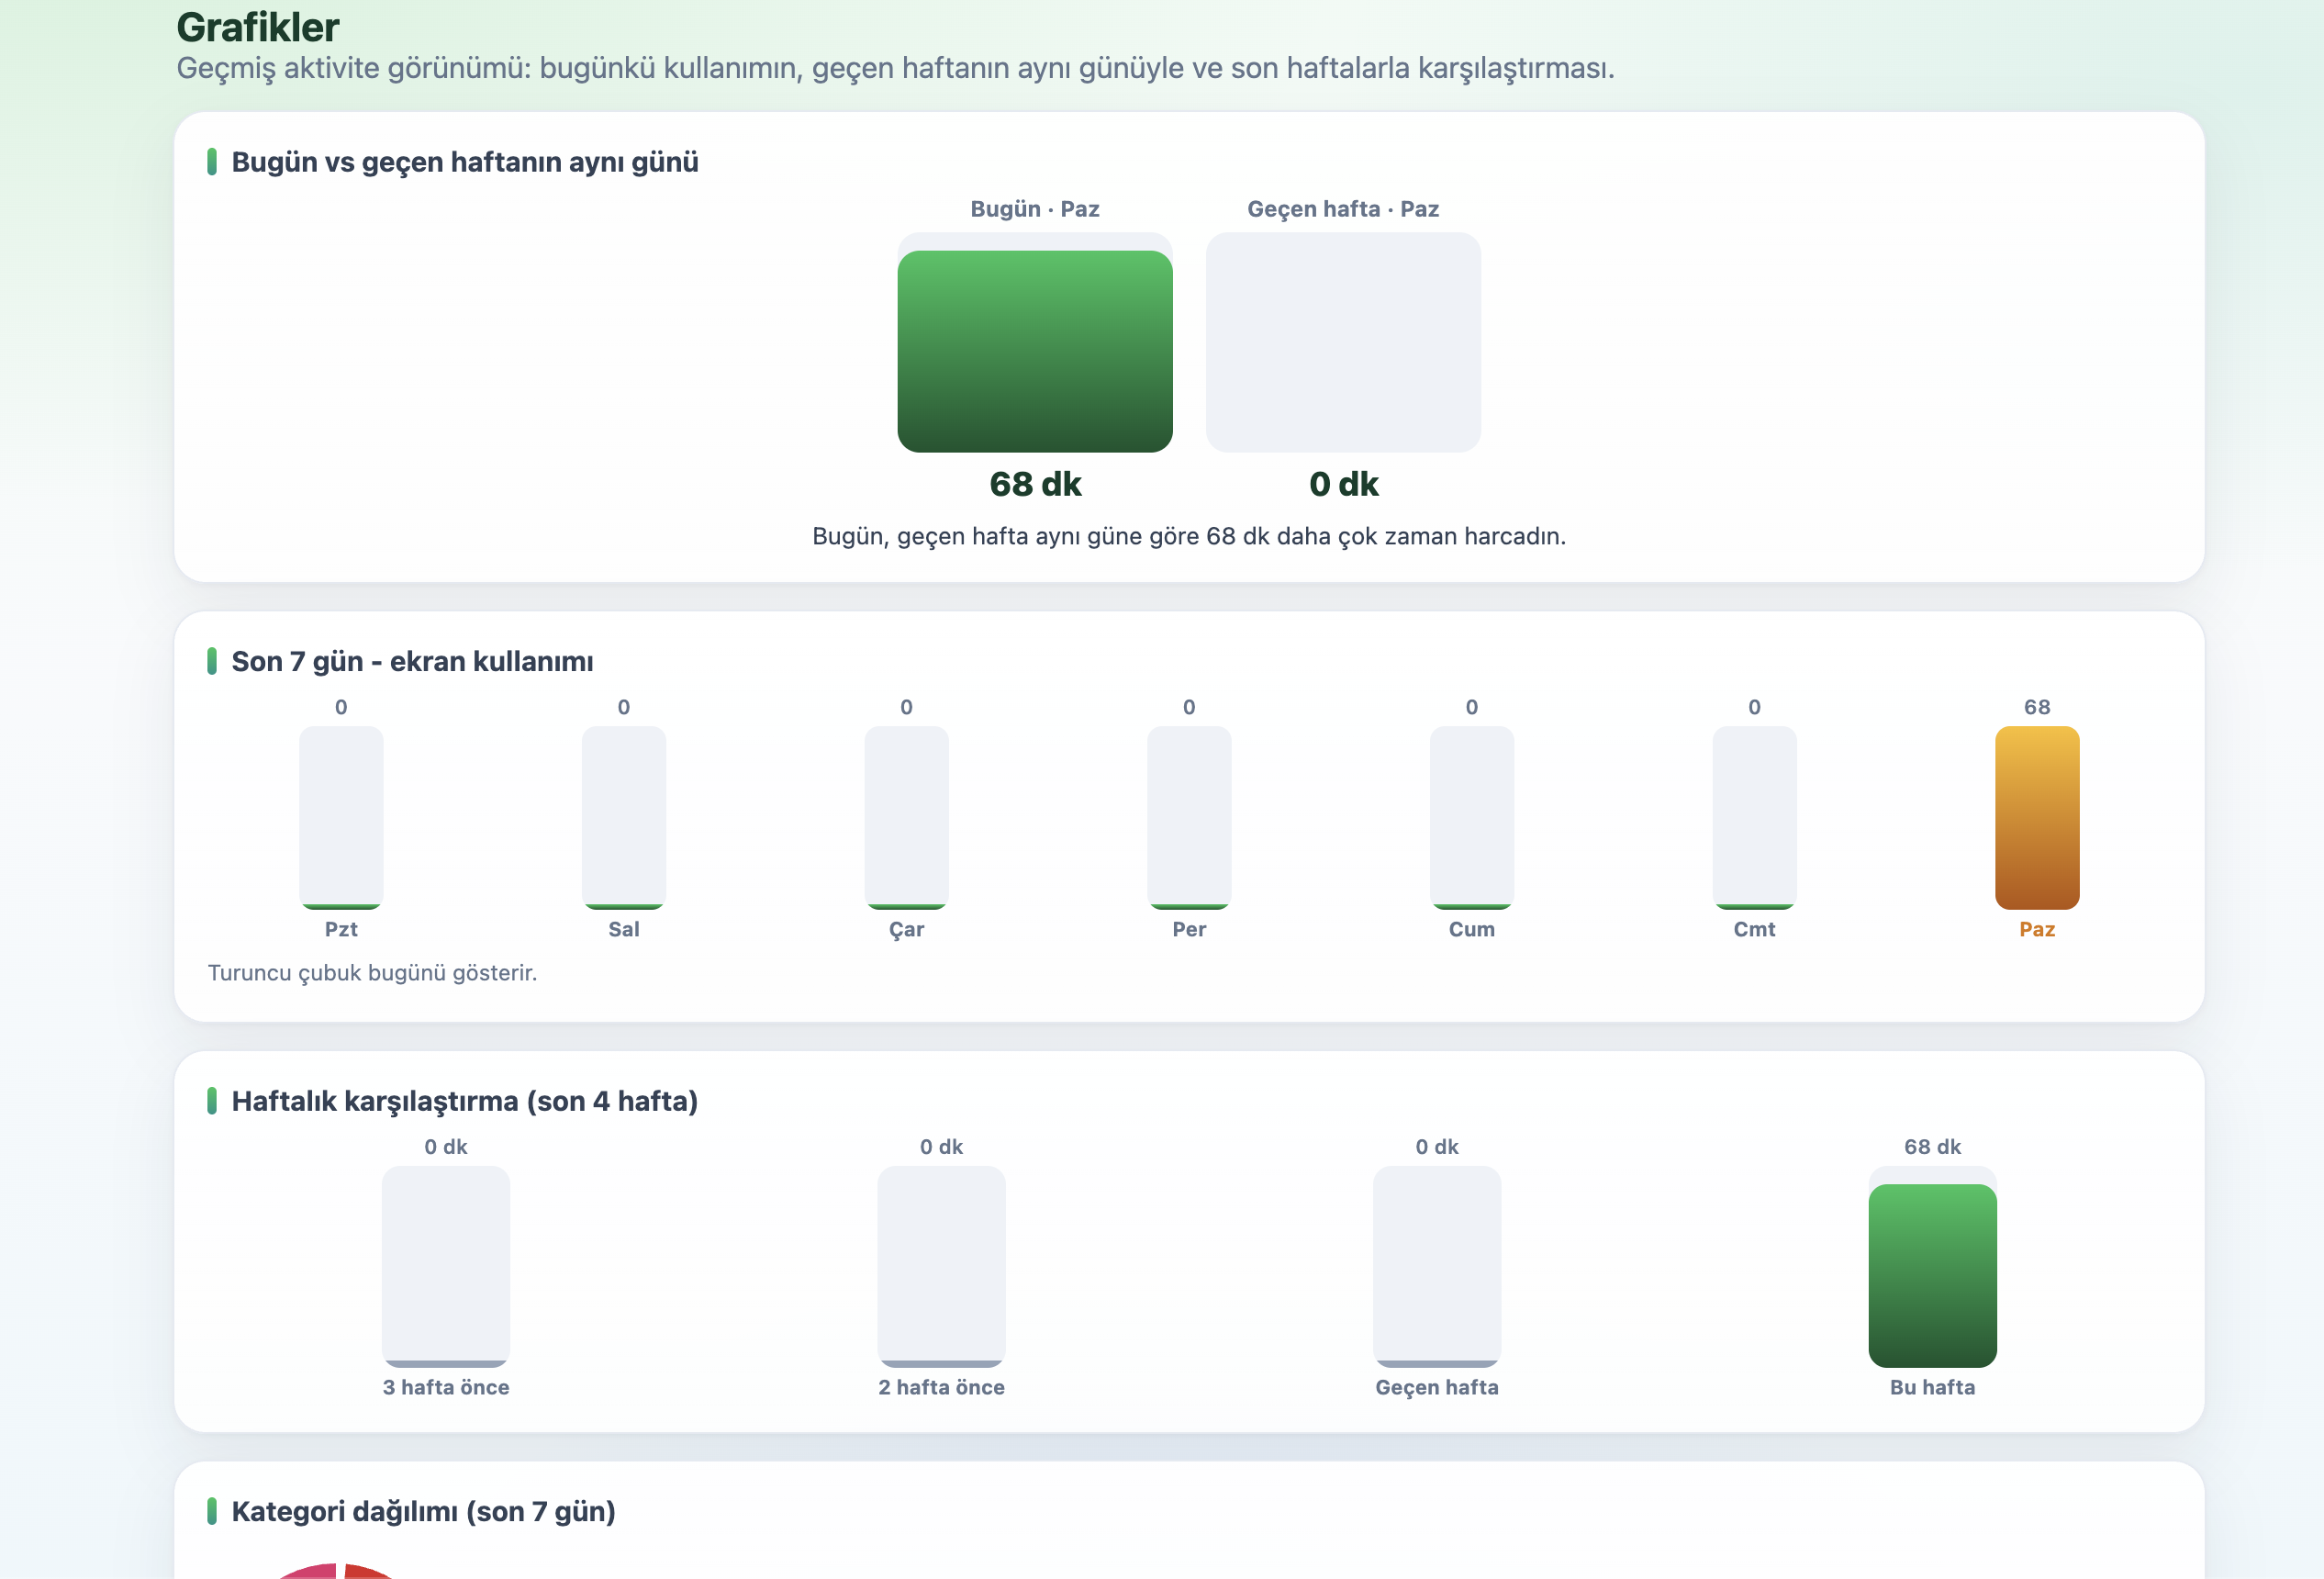 Grafikler
Geçmiş aktivite görünümü: bugünkü kullanımın, geçen haftanın aynı günüyle ve son haftalarla karşılaştırması.
Bugün vs geçen haftanın aynı günü
Bugün · Paz
Geçen hafta · Paz
68 dk
0 dk
Bugün, geçen hafta aynı güne göre 68 dk daha çok zaman harcadın.
Son 7 gün - ekran kullanımı
0
0
0
0
0
0
68
Pzt
Sal
Çar
Per
Cum
Cmt
Paz
Turuncu çubuk bugünü gösterir.
Haftalık karşılaştırma (son 4 hafta)
0 dk
0 dk
0 dk
68 dk
3 hafta önce
2 hafta önce
Geçen hafta
Bu hafta
Kategori dağılımı (son 7 gün)